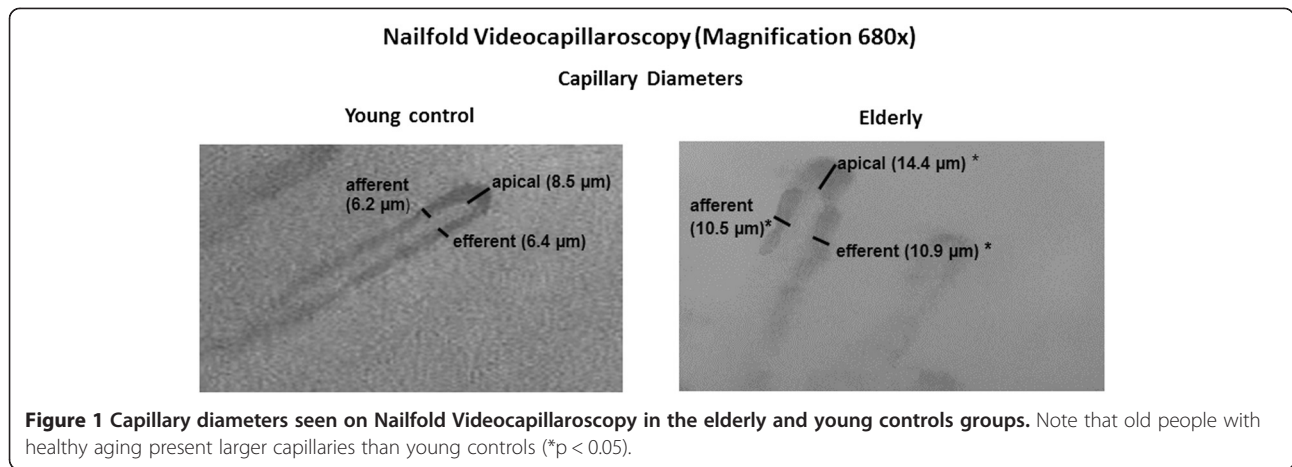 Nailfold Videocapillaroscopy (Magnification 680x)
Capillary Diameters
Young control
afferent
(6.2 µm)
apical (8.5 µm)
efferent (6.4 µm)
Elderly
apical (14.4 µm) *
afferent
(10.5 µm)*
efferent (10.9 µm) *
Figure 1 Capillary diameters seen on Nailfold Videocapillaroscopy in the elderly and young controls groups. Note that old people with
healthy aging present larger capillaries than young controls (*p < 0.05).